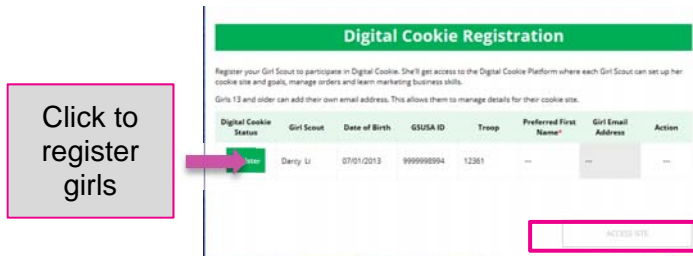 Digital Cookie Registration
Register your Girl Scout to participate in Digital Cookie. She'll get access to the Digital Cookie Platform where each Girl Scout can set up her
cookie site and goals, manage orders and learn marketing business skills.
Girls 13 and older can add their own email address. This allows them to manage details for their cookie site.
Click to
register
girls
Digital Cookie Status Girl Scout Date of Birth GSUSA ID Troop Preferred First Name* Girl Email Address Action
ister Darcy Li 07/01/2013 9999998994 12361 --- --- ---
ACCESS SITE